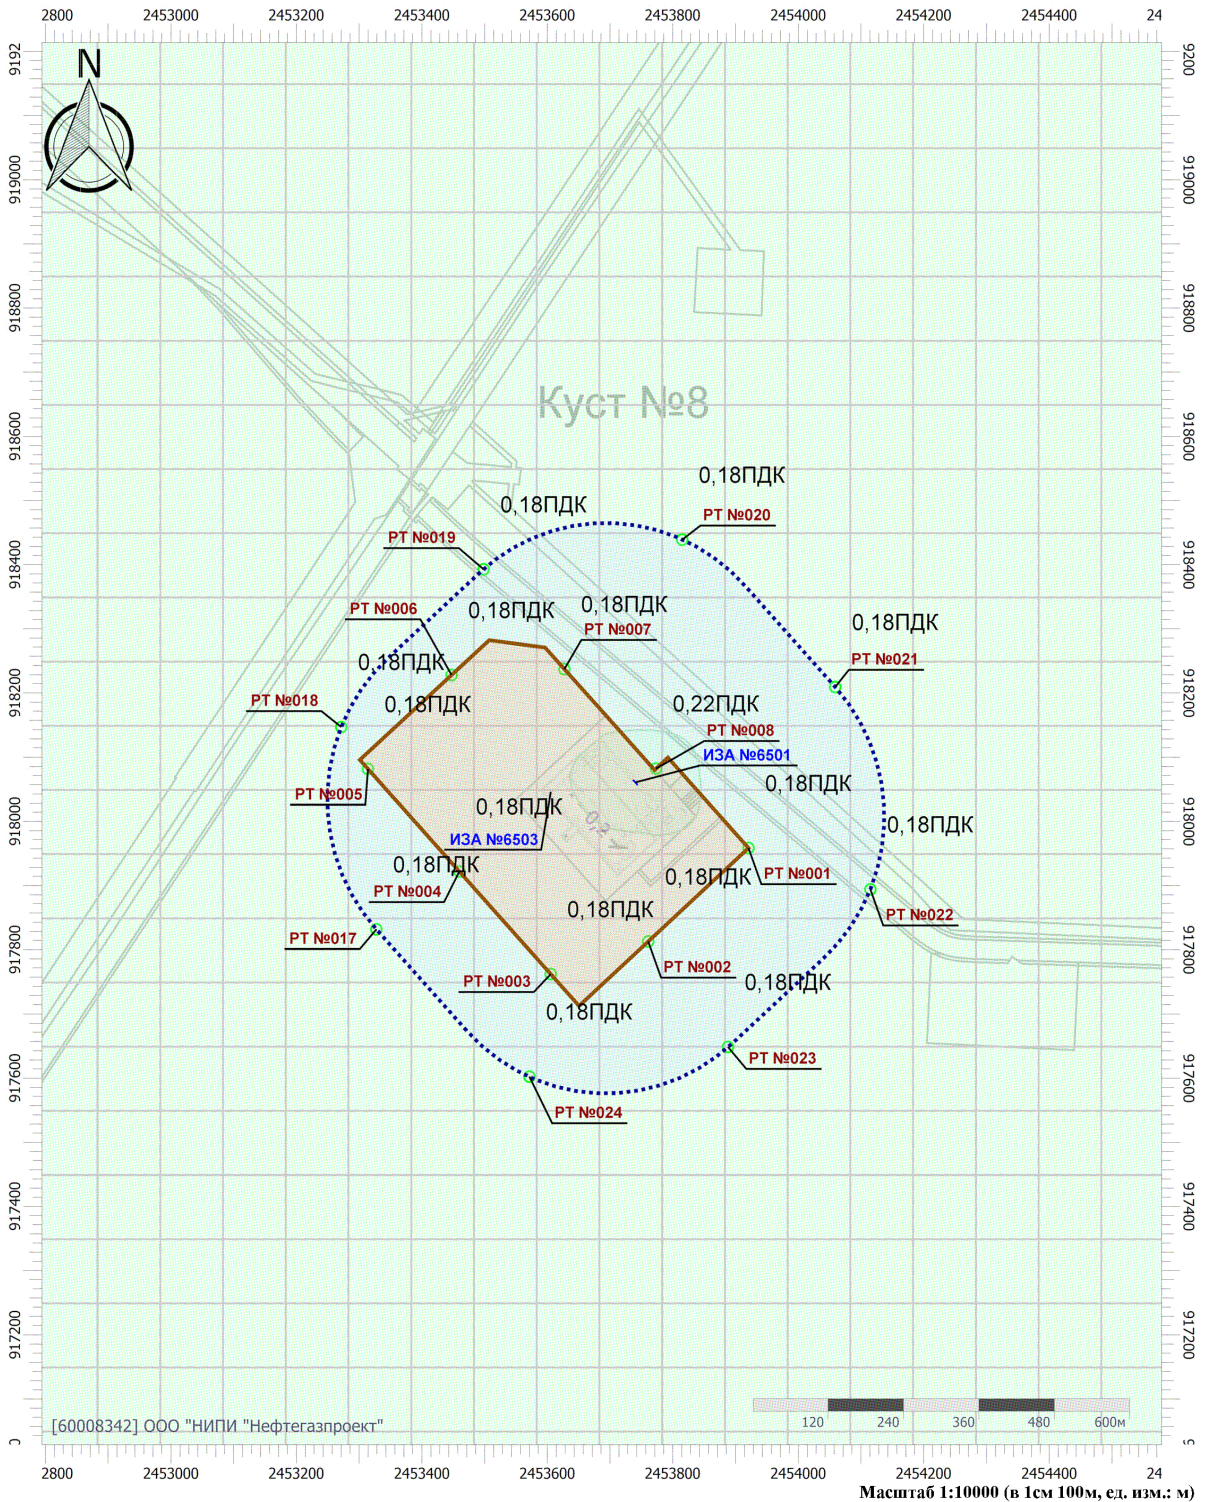 2800 2453000 2453200 2453400 2453600 2453800 2454000 2454200 2454400 24
9192 9200
N
919000 919000
918800 918800
Куст №8
918600 918600
0,18ПДК
0,18ПДК
РТ №020
РТ №019
918400 918400
0,18ПДК
0,18ПДК
РТ №006
0,18ПДК
РТ №007
0,18ПДК
РТ №021
918200 918200
РТ №018
0,18ПДК
0,22ПДК
РТ №008
ИЗА №6501
0,18ПДК
РТ №005
0,18ПДК
918000 918000
0,18ПДК
0,2
ИЗА №6503
0,18ПДК
РТ №004
0,18ПДК
РТ №001
0,18ПДК
РТ №022
РТ №017
917800 917800
РТ №002
РТ №003
0,18ПДК
0,18ПДК
РТ №023
917600 917600
РТ №024
917400 917400
917200 917200
120 240 360 480 600м
[60008342] ООО "НИПИ "Нефтегазпроект"
2800 2453000 2453200 2453400 2453600 2453800 2454000 2454200 2454400 24
Масштаб 1:10000 (в 1см 100м, ед. изм.: м)